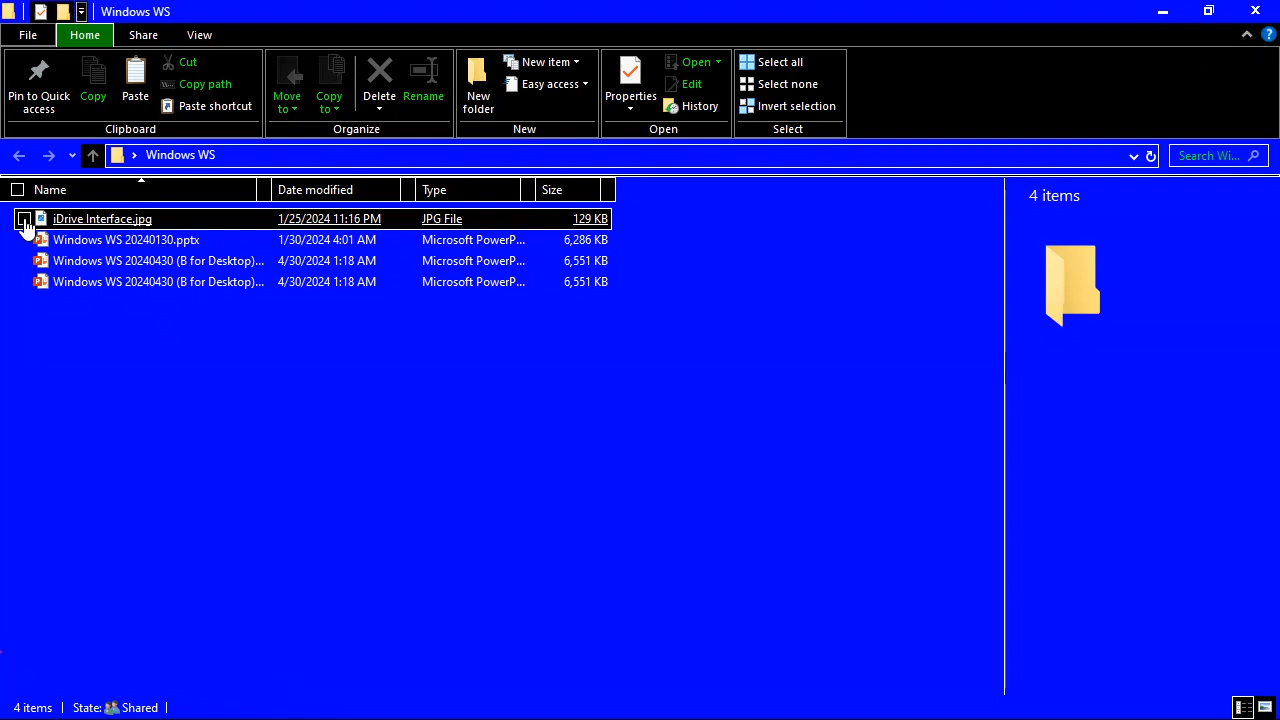 Windows WS
File Home Share View
Pin to Quick access
Copy
Paste
Cut
Copy path
Paste shortcut
Clipboard
Move to
Copy to
Delete
Rename
Organize
New folder
New item
Easy access
New
Properties
Open
Edit
History
Open
Select all
Select none
Invert selection
Select
Windows WS
Search Wi...
Name Date modified Type Size
iDrive Interface.jpg 1/25/2024 11:16 PM JPG File 129 KB
Windows WS 20240130.pptx 1/30/2024 4:01 AM Microsoft PowerP... 6,286 KB
Windows WS 20240430 (B for Desktop)... 4/30/2024 1:18 AM Microsoft PowerP... 6,551 KB
Windows WS 20240430 (B for Desktop)... 4/30/2024 1:18 AM Microsoft PowerP... 6,551 KB
4 items
4 items State: Shared